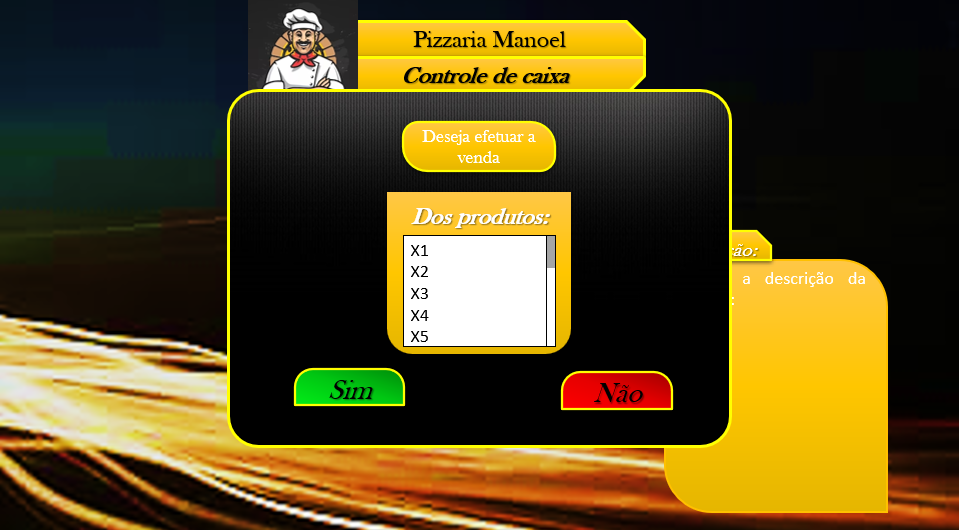 Pizzaria Manoel
Controle de caixa
Deseja efetuar a
venda
Dos produtos:
X1
X2
X3
X4
X5
Sim
Não
a descrição da